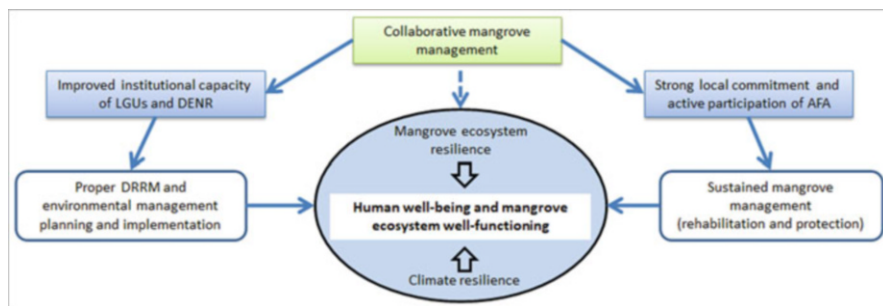 Collaborative mangrove
management
Improved institutional capacity
of LGUs and DENR
Strong local commitment and
active participation of AFA
Mangrove ecosystem
resilience
Proper DRRM and
environmental management
planning and implementation
Human well-being and mangrove
ecosystem well-functioning
Sustained mangrove
management
(rehabilitation and protection)
Climate resilience